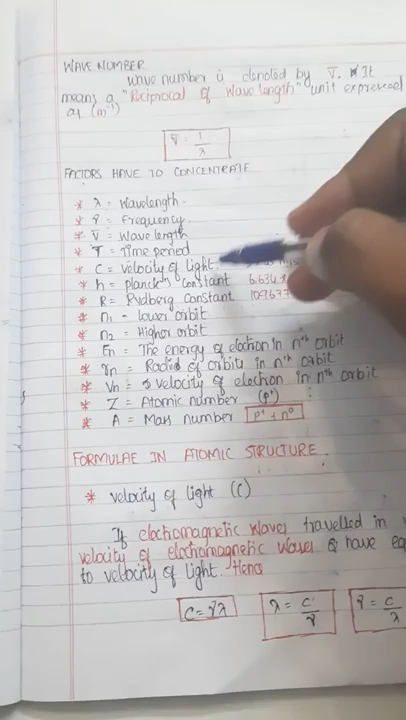 WAVE NUMBER
wave number is denoted by ν̅. It
means a "Reciprocal of Wave length" unit expressed
as (m⁻¹)
ν̅ = 1/λ
FACTORS HAVE TO CONCENTRATE
* λ = Wavelength.
* γ = Frequency.
* ν̅ = Wave length
* T = Time period
* C = velocity of light
* h = planck's constant 6.634
* R = Rydberg Constant 109677
* n₁ - lower orbit
* n₂ = Higher orbit
* En = The energy of electron in nᵗʰ orbit
* rn = Radius of orbits in nᵗʰ orbit
* Vn = velocity of electron in nᵗʰ orbit
* Z = Atomic number (P⁺)
* A = Mass number P⁺ + n⁰
FORMULAE IN ATOMIC STRUCTURE
* velocity of light (C)
If electromagnetic waves travelled in
velocity of electromagnetic waves & have
to velocity of light. Hence
C = γλ λ = C/γ γ = C/λ